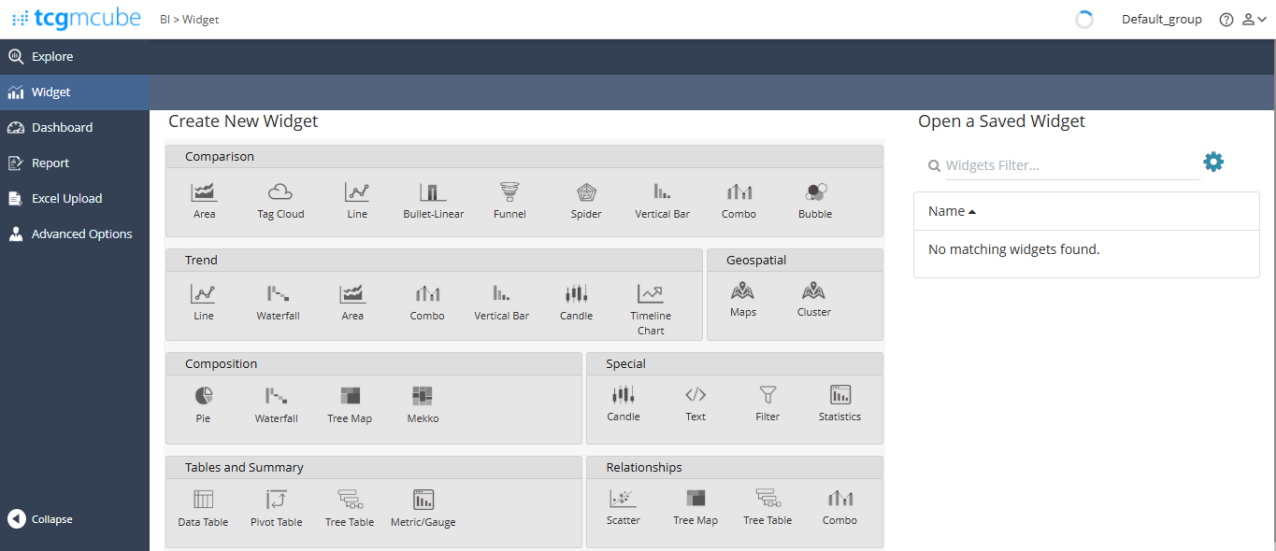 tcgmcube BI > Widget Default_group
Explore
Widget
Dashboard
Report
Excel Upload
Advanced Options
Collapse
Create New Widget
Comparison
Area Tag Cloud Line Bullet-Linear Funnel Spider Vertical Bar Combo Bubble
Trend
Line Waterfall Area Combo Vertical Bar Candle Timeline
Chart
Geospatial
Maps Cluster
Composition
Pie Waterfall Tree Map Mekko
Special
Candle Text Filter Statistics
Tables and Summary
Data Table Pivot Table Tree Table Metric/Gauge
Relationships
Scatter Tree Map Tree Table Combo
Open a Saved Widget
Widgets Filter...
Name
No matching widgets found.